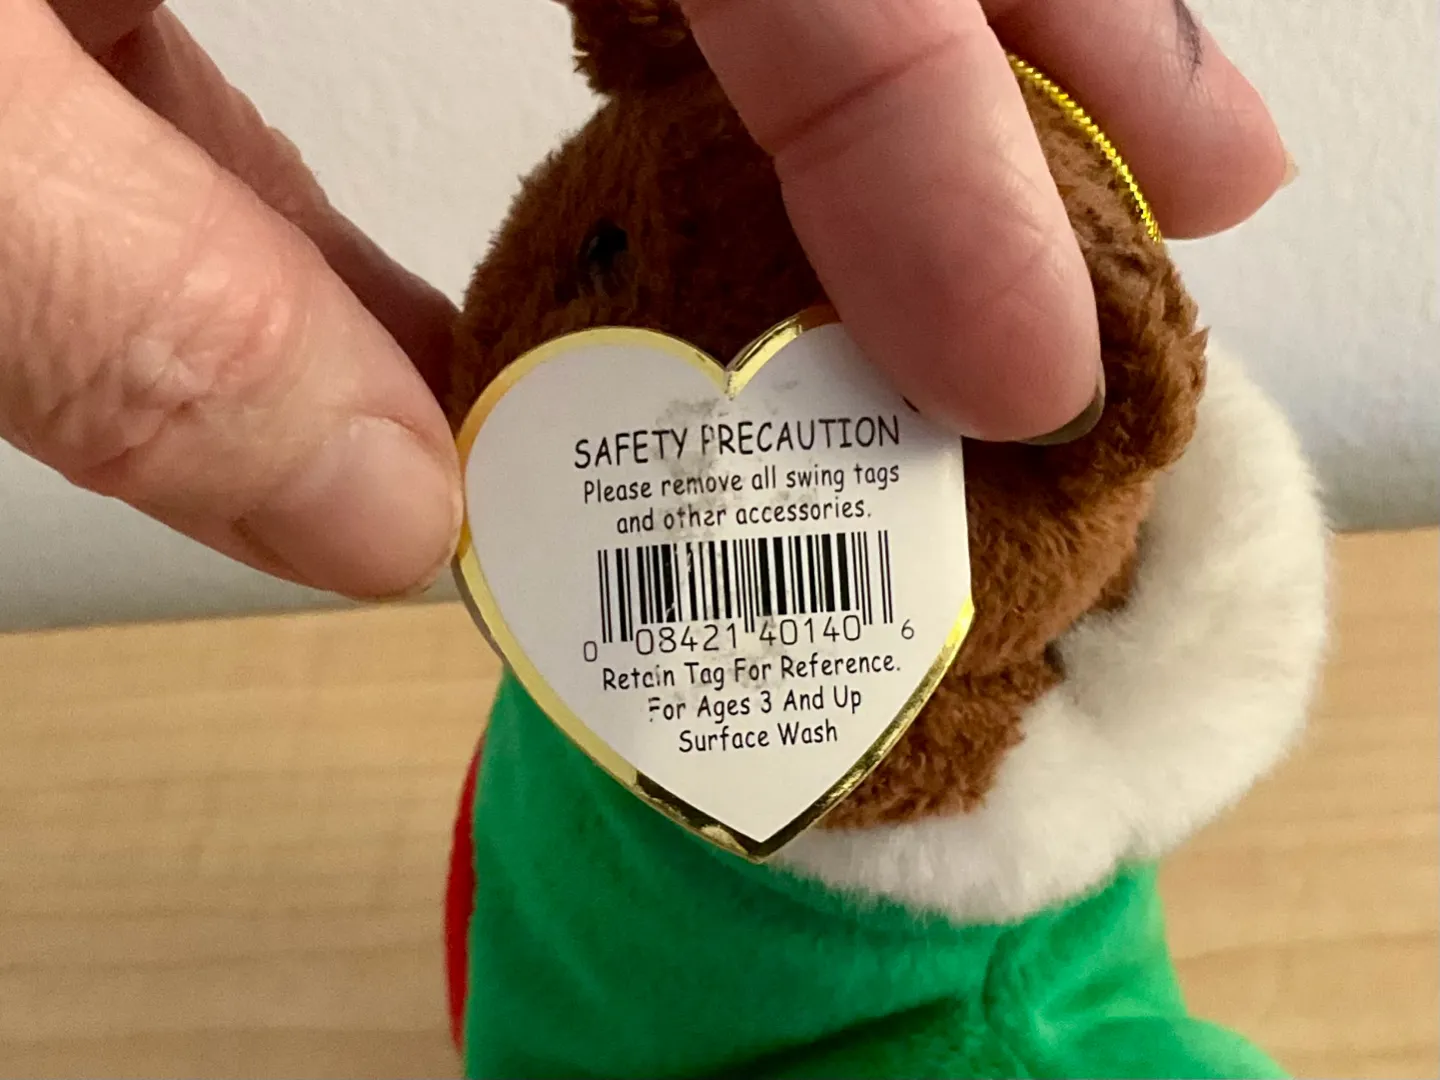 SAFETY PRECAUTION
Please remove all swing tags
and other accessories.
0 08421 40140 6
Retain Tag For Reference.
For Ages 3 And Up
Surface Wash